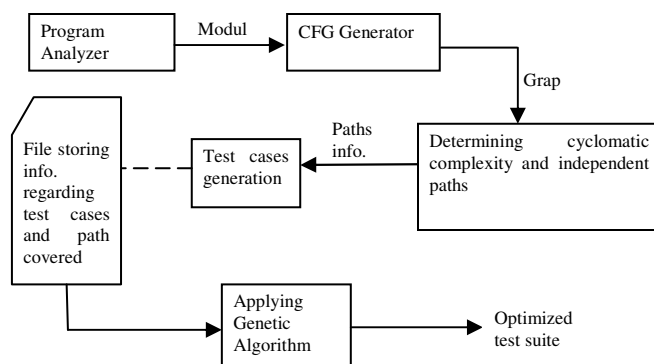 Program
Analyzer
Modul
CFG Generator
Grap
Determining cyclomatic
complexity and independent
paths
Paths
info.
Test cases
generation
File storing
info.
regarding
test cases
and path
covered
Applying
Genetic
Algorithm
Optimized
test suite